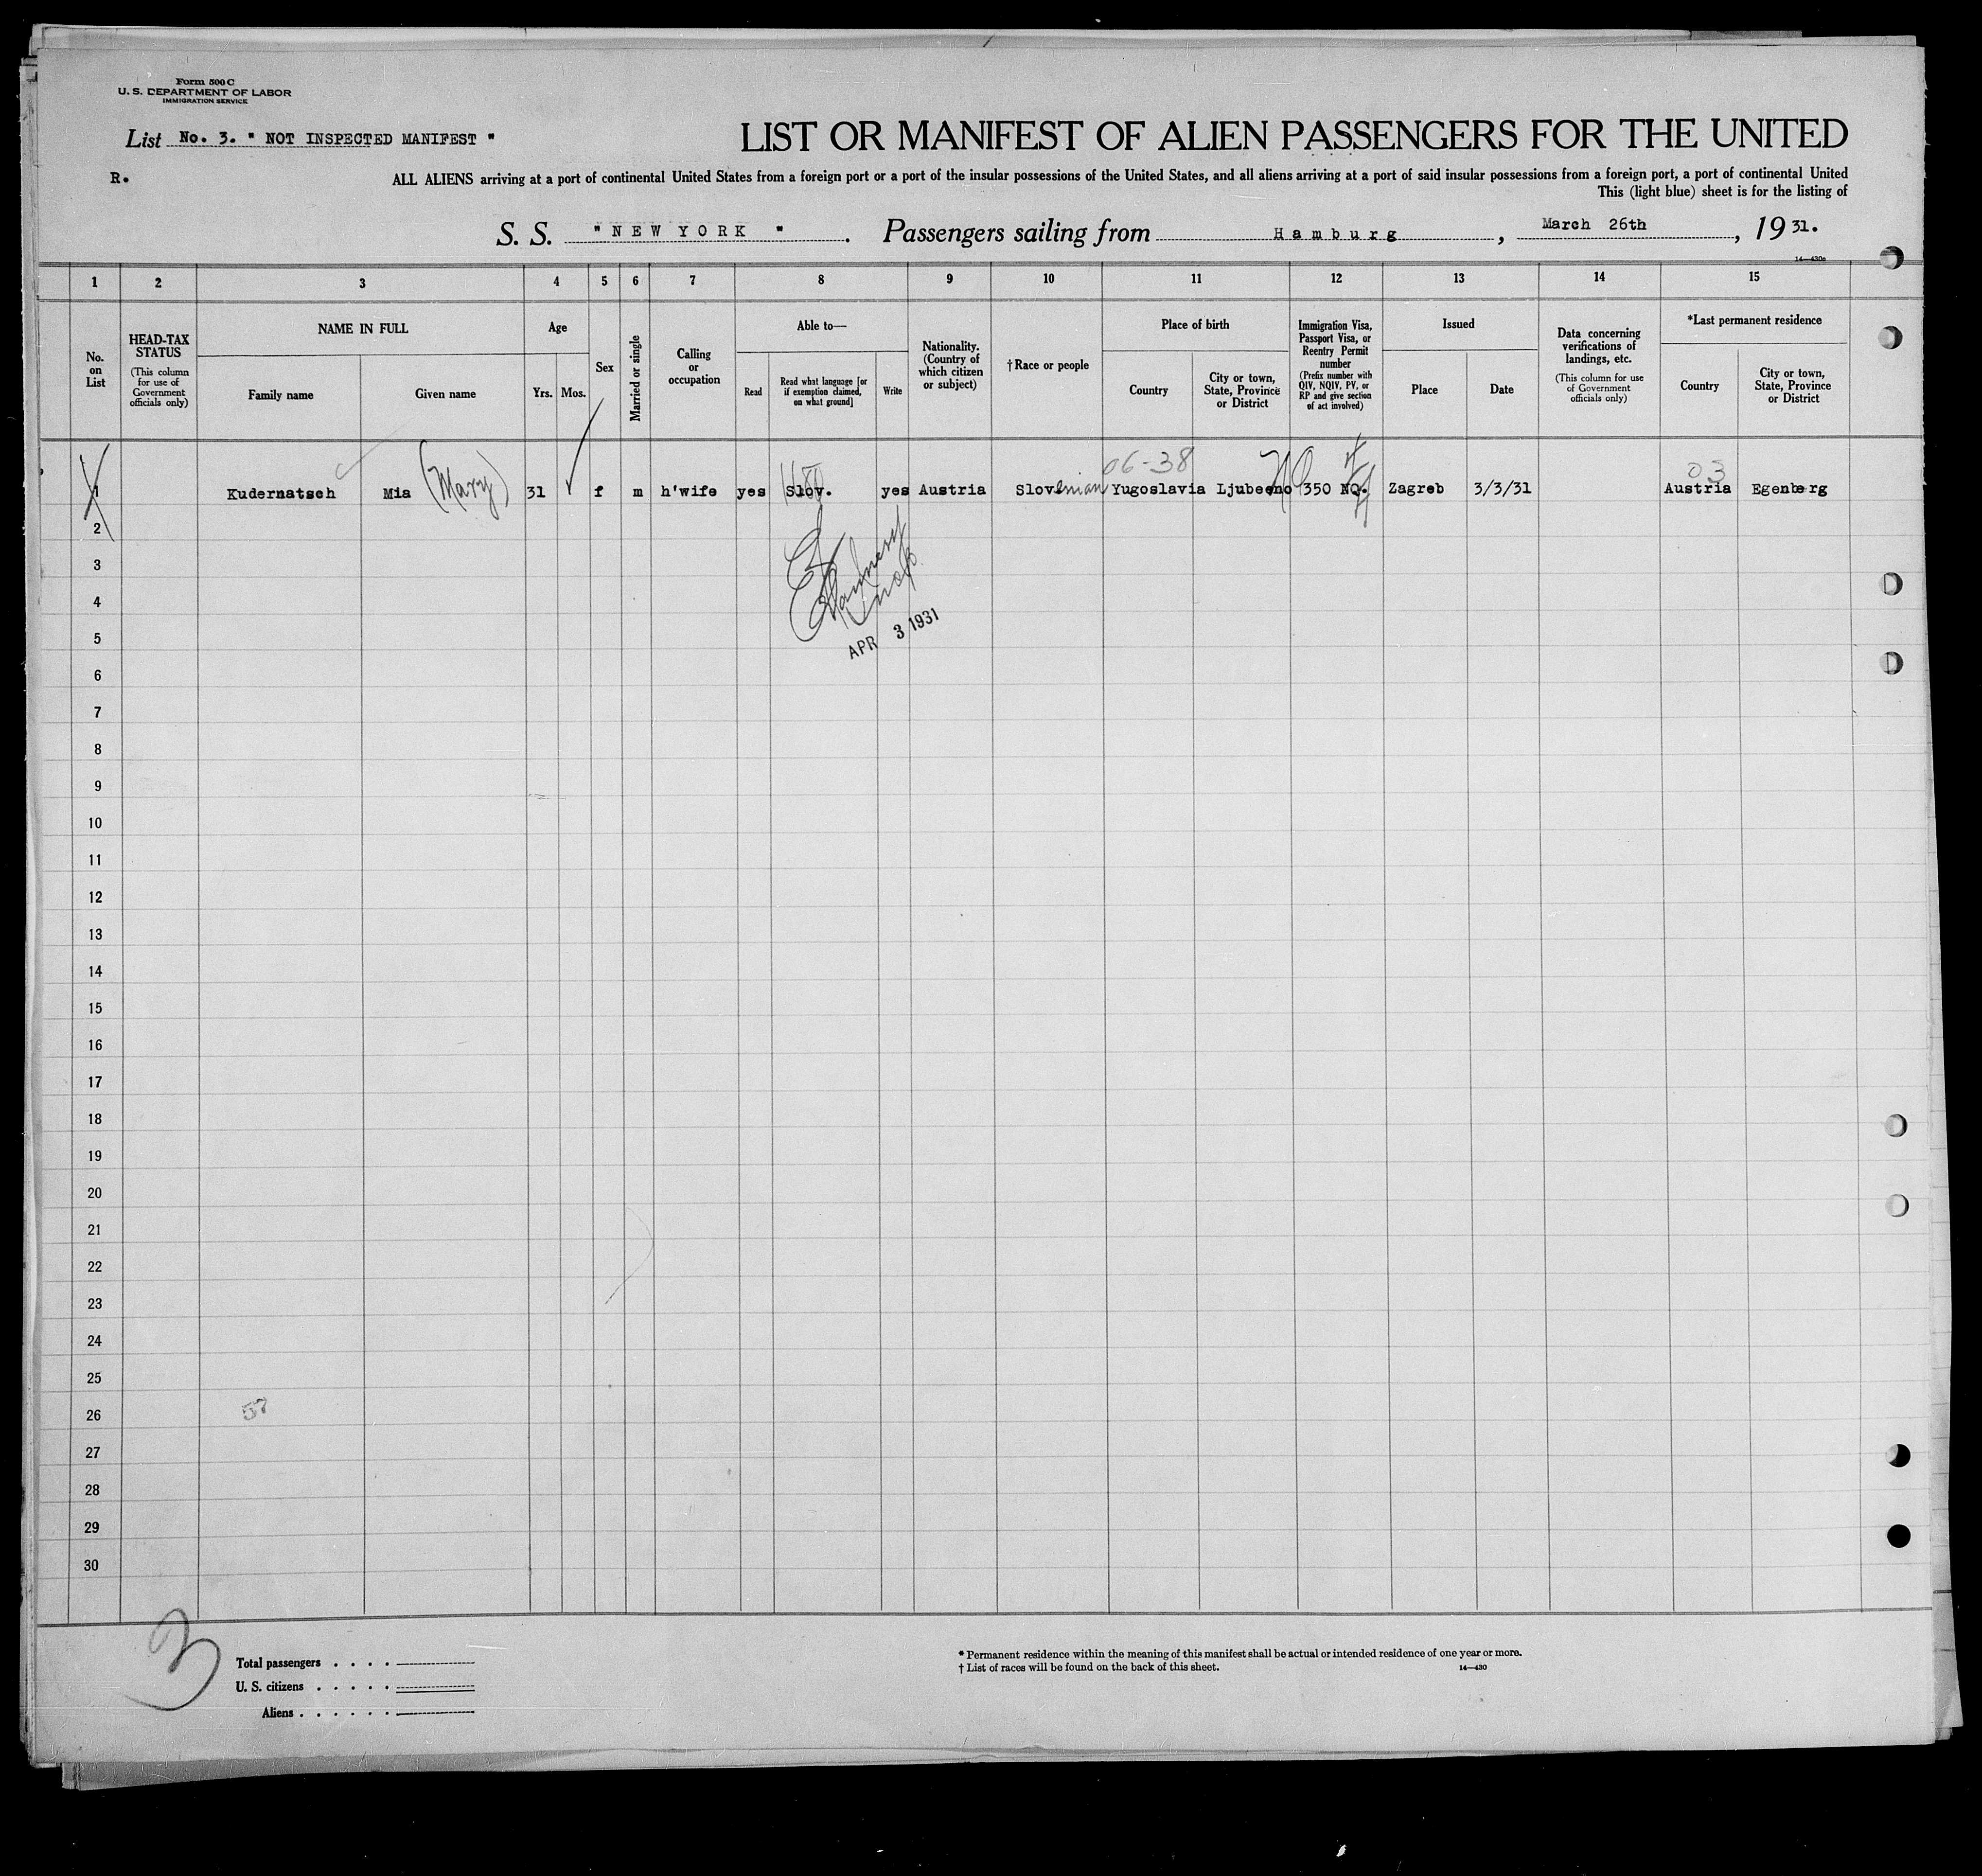 Form 500 C
U. S. DEPARTMENT OF LABOR
IMMIGRATION SERVICE
List No. 3. " NOT INSPECTED MANIFEST "
LIST OR MANIFEST OF ALIEN PASSENGERS FOR THE UNITED
R.
ALL ALIENS arriving at a port of continental United States from a foreign port or a port of the insular possessions of the United States, and all aliens arriving at a port of said insular possessions from a foreign port, a port of continental United
This (light blue) sheet is for the listing of
S. S. " N E W Y O R K " . Passengers sailing from H a m b u r g , March 26th , 19 31.
14—430a
1 2 3 4 5 6 7 8 9 10 11 12 13 14 15
No. on List
HEAD-TAX STATUS
(This column for use of Government officials only)
NAME IN FULL
Family name
Given name
Age
Yrs. Mos.
Sex
Married or single
Calling or occupation
Able to—
Read
Read what language [or if exemption claimed, on what ground]
Write
Nationality. (Country of which citizen or subject)
†Race or people
Place of birth
Country
City or town, State, Province or District
Immigration Visa, Passport Visa, or Reentry Permit number
(Prefix number with QIV, NQIV, PV, or RP and give section of act involved)
Issued
Place
Date
Data concerning verifications of landings, etc.
(This column for use of Government officials only)
*Last permanent residence
Country
City or town, State, Province or District
06-38 03
1 Kudernatsch Mia (Mary) 31 f m h'wife yes Slov. yes Austria Slovenian Yugoslavia Ljubeeno 350 NQ. Zagreb 3/3/31 Austria Egenberg
2
3
4
5
APR 3 1931
6
7
8
9
10
11
12
13
14
15
16
17
18
19
20
21
22
23
24
25
26
57
27
28
29
30
3
Total passengers . . . .
U. S. citizens . . . . .
Aliens . . . . . .
* Permanent residence within the meaning of this manifest shall be actual or intended residence of one year or more.
† List of races will be found on the back of this sheet.
14—430